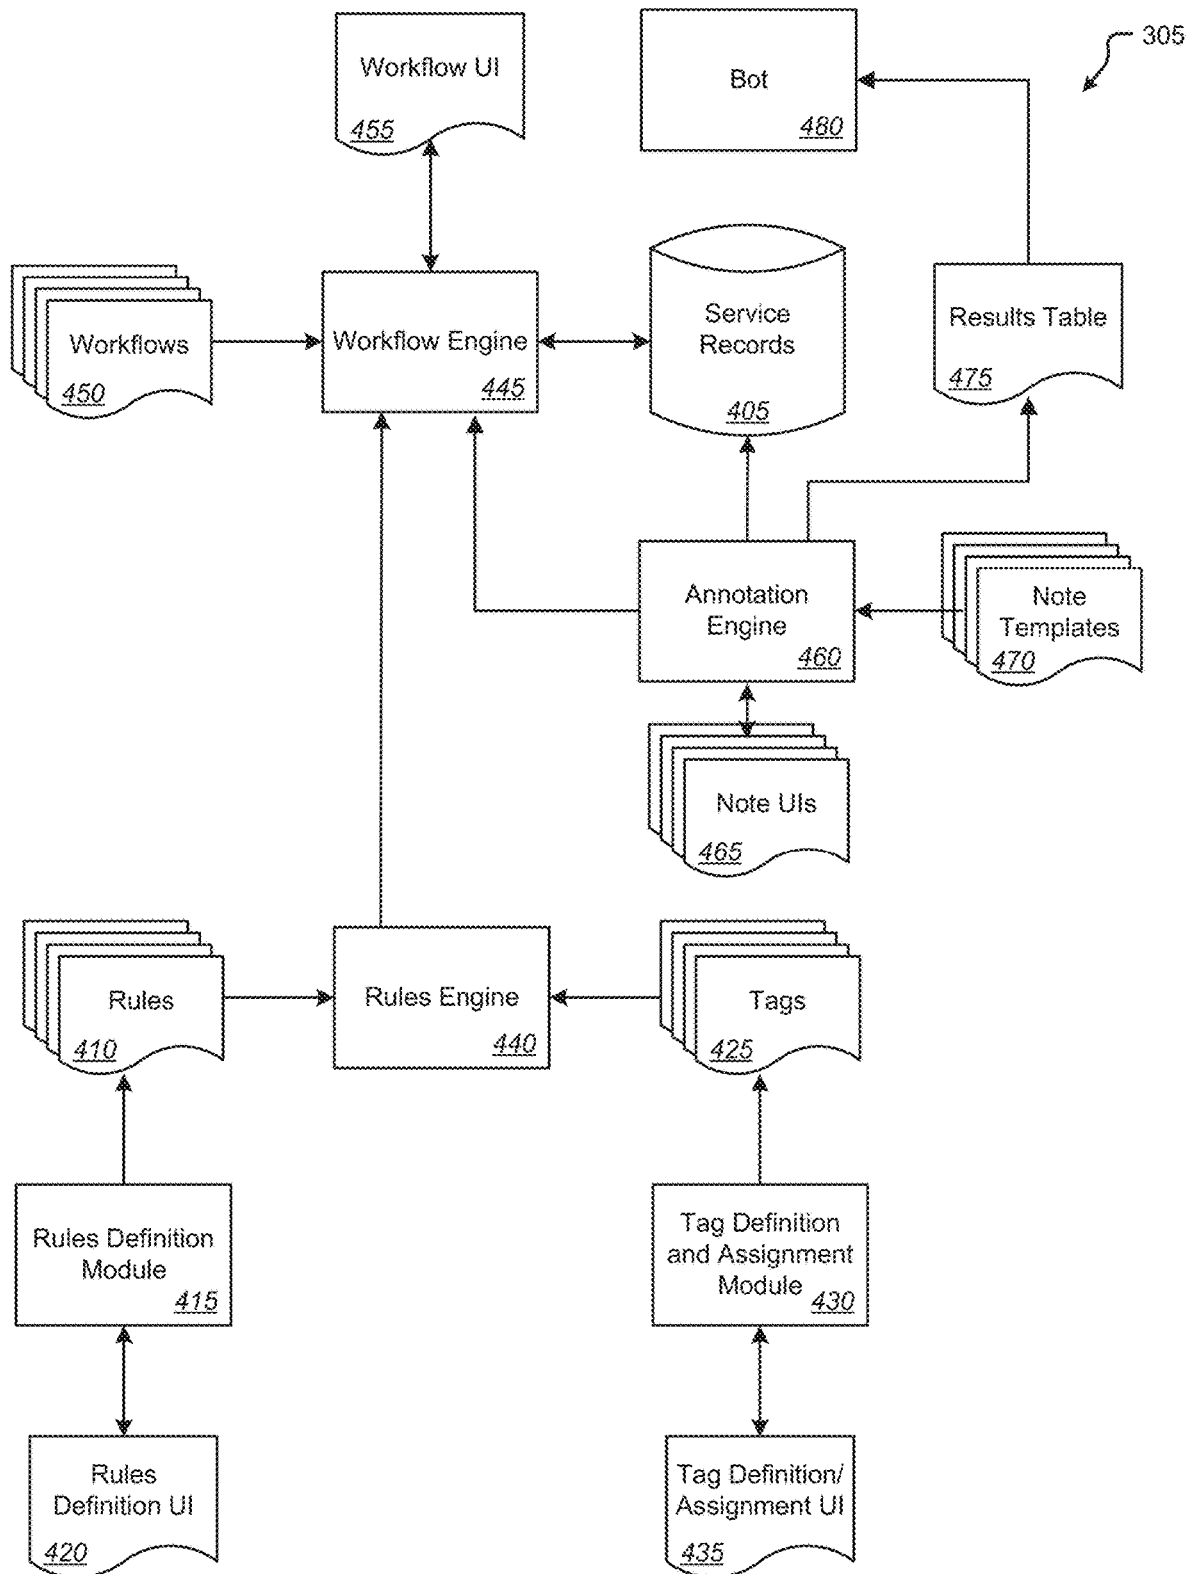 305
Workflow UI
455
Bot
480
Workflows
450
Workflow Engine
445
Service
Records
405
Results Table
475
Annotation
Engine
460
Note
Templates
470
Note UIs
465
Rules
410
Rules Engine
440
Tags
425
Rules Definition
Module
415
Tag Definition
and Assignment
Module
430
Rules
Definition UI
420
Tag Definition/
Assignment UI
435